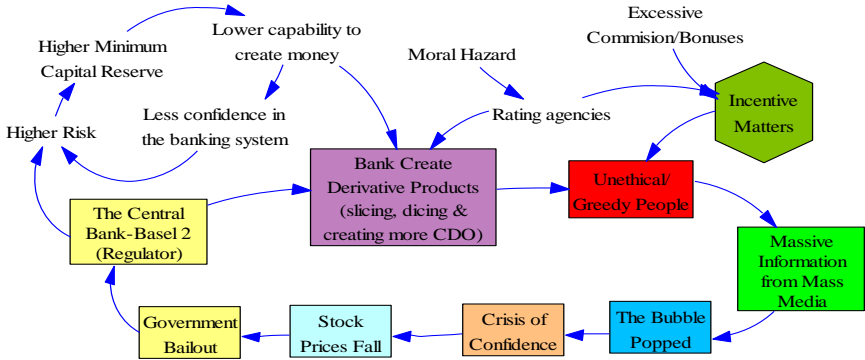 Excessive
Commision/Bonuses
Higher Minimum
Capital Reserve
Lower capability to
create money
Moral Hazard
Incentive
Matters
Less confidence in
the banking system
Rating agencies
Higher Risk
Bank Create
Derivative Products
(slicing, dicing &
creating more CDO)
Unethical/
Greedy People
The Central
Bank-Basel 2
(Regulator)
Massive
Information
from Mass
Media
Government
Bailout
Stock
Prices Fall
Crisis of
Confidence
The Bubble
Popped